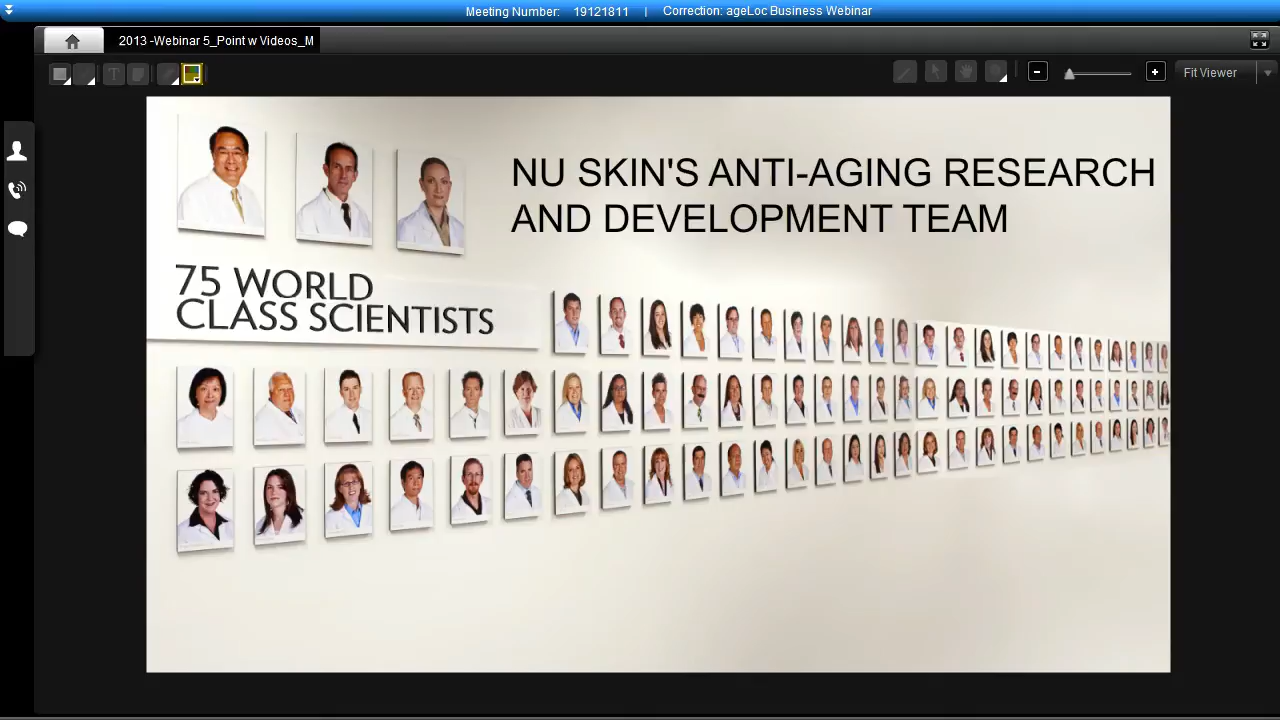 Meeting Number: 19121811 | Correction: ageLoc Business Webinar
2013 -Webinar 5_Point w Videos_M
T
Fit Viewer
NU SKIN'S ANTI-AGING RESEARCH
AND DEVELOPMENT TEAM
75 WORLD
CLASS SCIENTISTS